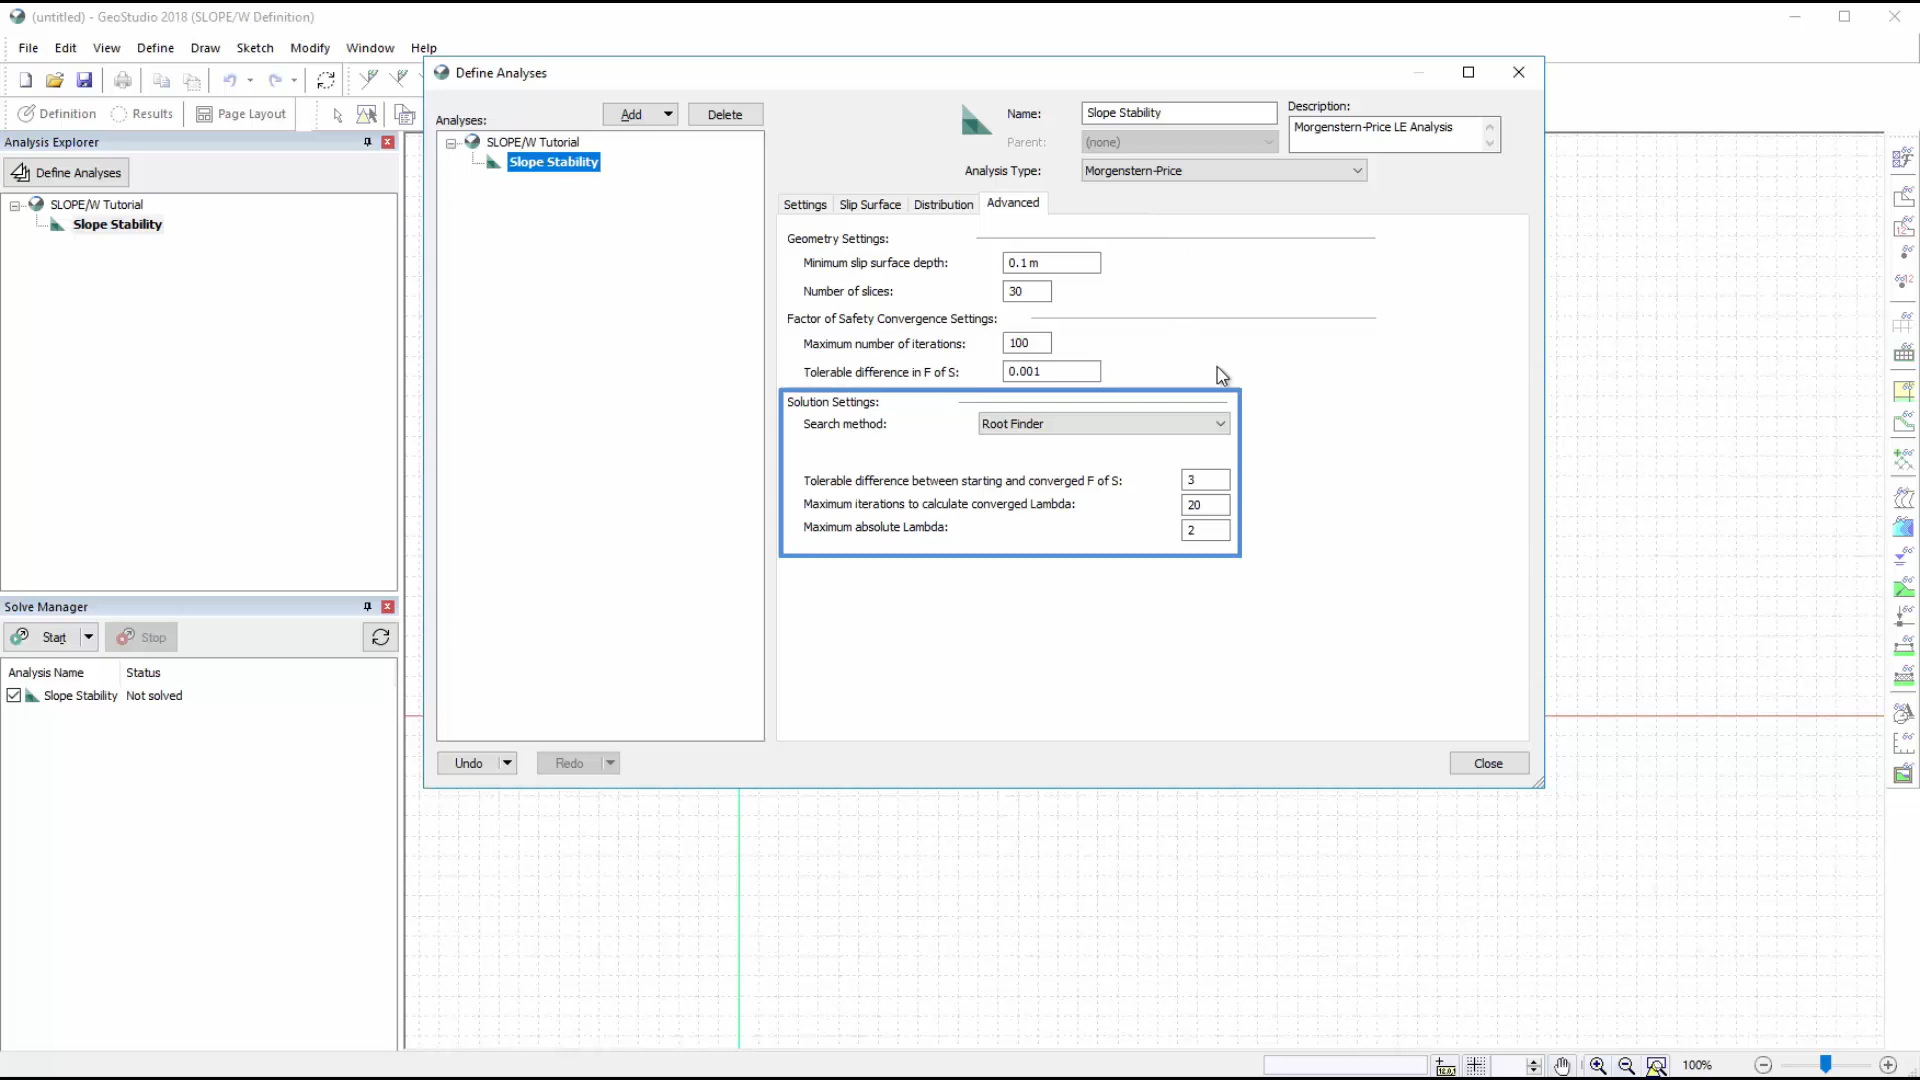 (untitled) - GeoStudio 2018 (SLOPE/W Definition)
File Edit View Define Draw Sketch Modify Window Help
Definition Results Page Layout
Analysis Explorer
Define Analyses
SLOPE/W Tutorial
Slope Stability
Solve Manager
Start Stop
Analysis Name Status
Slope Stability Not solved
Define Analyses
Analyses: Add Delete
SLOPE/W Tutorial
Slope Stability
Name: Slope Stability
Parent: (none)
Analysis Type: Morgenstern-Price
Description:
Morgenstern-Price LE Analysis
Settings Slip Surface Distribution Advanced
Geometry Settings:
Minimum slip surface depth: 0.1 m
Number of slices: 30
Factor of Safety Convergence Settings:
Maximum number of iterations: 100
Tolerable difference in F of S: 0.001
Solution Settings:
Search method: Root Finder
Tolerable difference between starting and converged F of S: 3
Maximum iterations to calculate converged Lambda: 20
Maximum absolute Lambda: 2
Undo Redo Close
100%